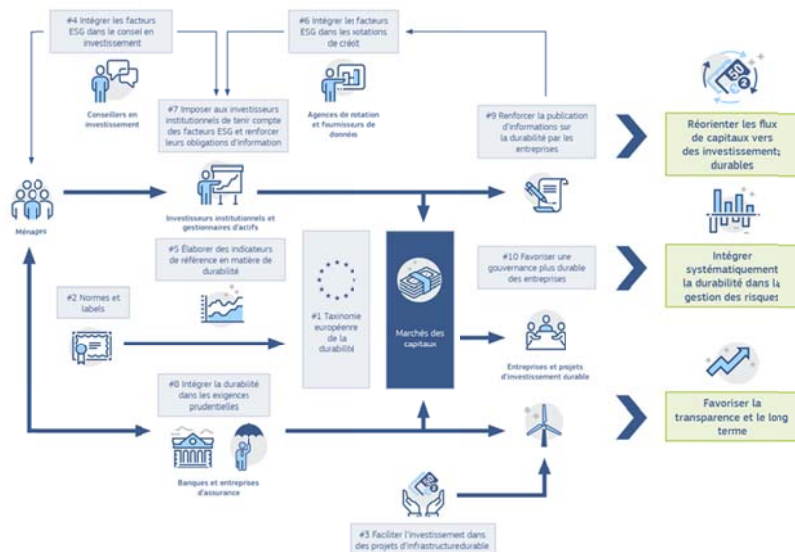 #4 Intégrer les facteurs
ESG dans le conseil en
investissement
#6 Intégrer les facteurs
ESG dans les notations
de crédit
Conseillers en
investissement
#7 Imposer aux investisseurs
institutionnels de tenir compte
des facteurs ESG et renforcer
leurs obligations d'information
Agences de notation
et fournisseurs de
données
#9 Renforcer la publication
d'informations sur
la durabilité par les
entreprises
Réorienter les flux
de capitaux vers
des investissements
durables
Ménages
Investisseurs institutionnels et
gestionnaires d'actifs
#5 Élaborer des indicateurs
de référence en matière de
durabilité
#10 Favoriser une
gouvernance plus durable
des entreprises
Intégrer
systématiquement
la durabilité dans la
gestion des risques
#2 Normes et
labels
#1 Taxinomie
européenne
de la
durabilité
Marchés des
capitaux
Entreprises et projets
d'investissement durable
#8 Intégrer la durabilité
dans les exigences
prudentielles
Favoriser la
transparence et le long
terme
Banques et entreprises
d'assurance
#3 Faciliter l'investissement dans
des projets d'infrastructuredurable